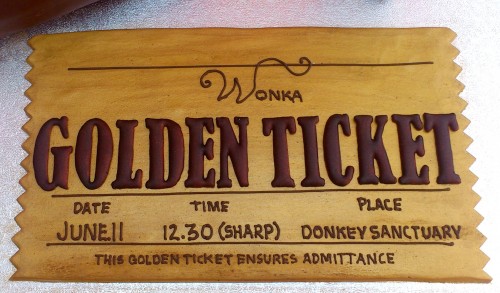 WONKA
GOLDEN TICKET
DATE TIME PLACE
JUNE 11 12.30 (SHARP) DONKEY SANCTUARY
THIS GOLDEN TICKET ENSURES ADMITTANCE